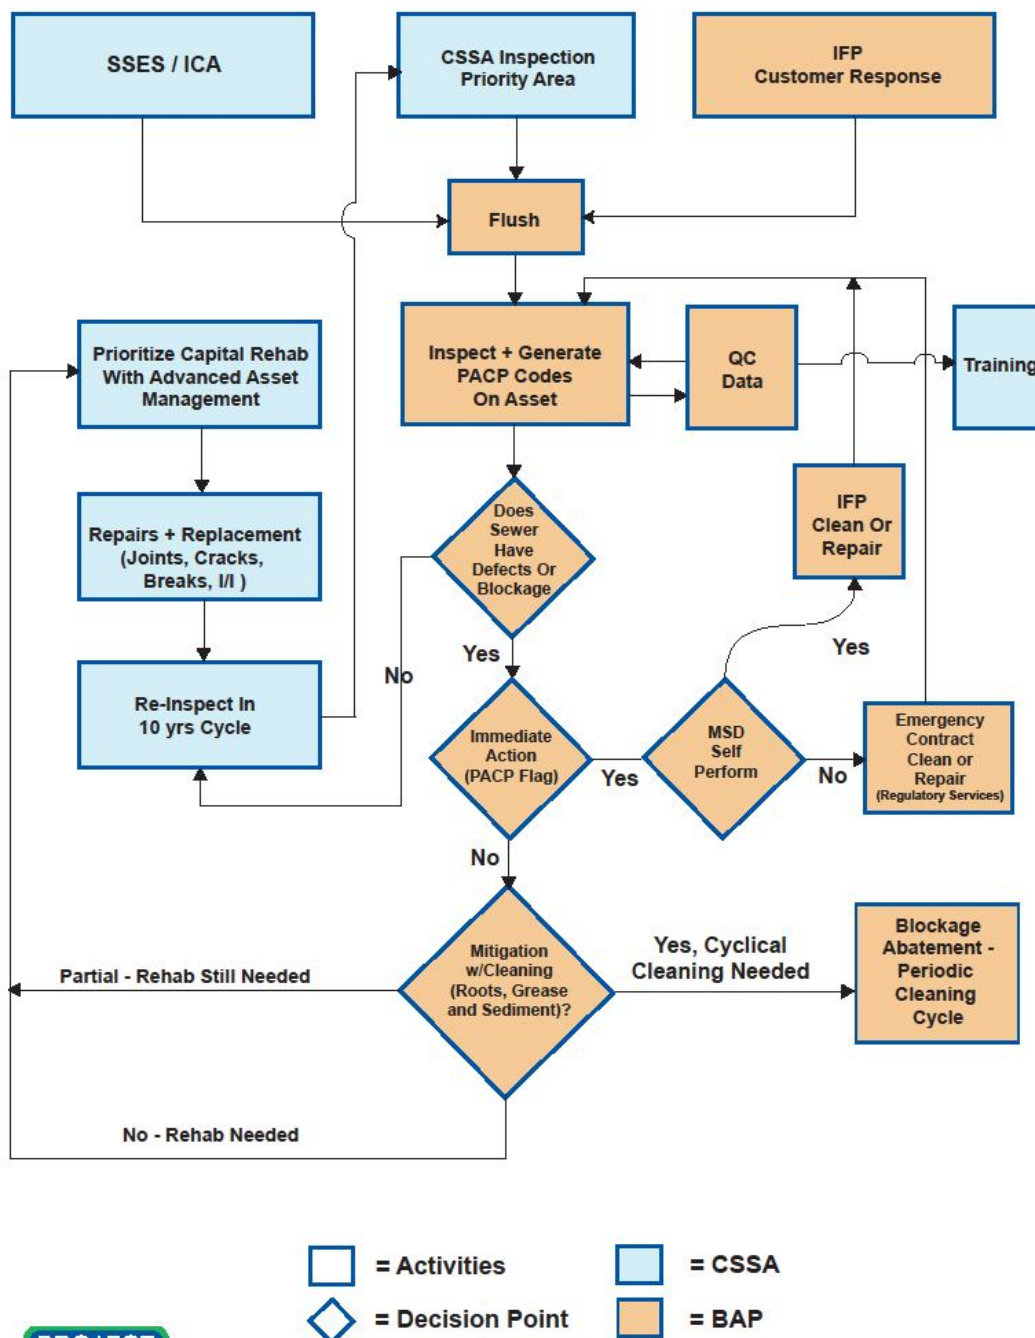 SSES / ICA
CSSA Inspection
Priority Area
IFP
Customer Response
Flush
Prioritize Capital Rehab
With Advanced Asset
Management
Inspect + Generate
PACP Codes
On Asset
QC
Data
Training
Repairs + Replacement
(Joints, Cracks,
Breaks, I/I )
Does
Sewer
Have
Defects Or
Blockage
IFP
Clean Or
Repair
Yes
No
Yes
Re-Inspect In
10 yrs Cycle
Immediate
Action
(PACP Flag)
Yes
MSD
Self
Perform
No
Emergency
Contract
Clean or
Repair
(Regulatory Services)
No
Mitigation
w/Cleaning
(Roots, Grease
and Sediment)?
Partial - Rehab Still Needed
Yes, Cyclical
Cleaning Needed
Blockage
Abatement -
Periodic
Cleaning
Cycle
No - Rehab Needed
= Activities
= CSSA
= Decision Point
= BAP